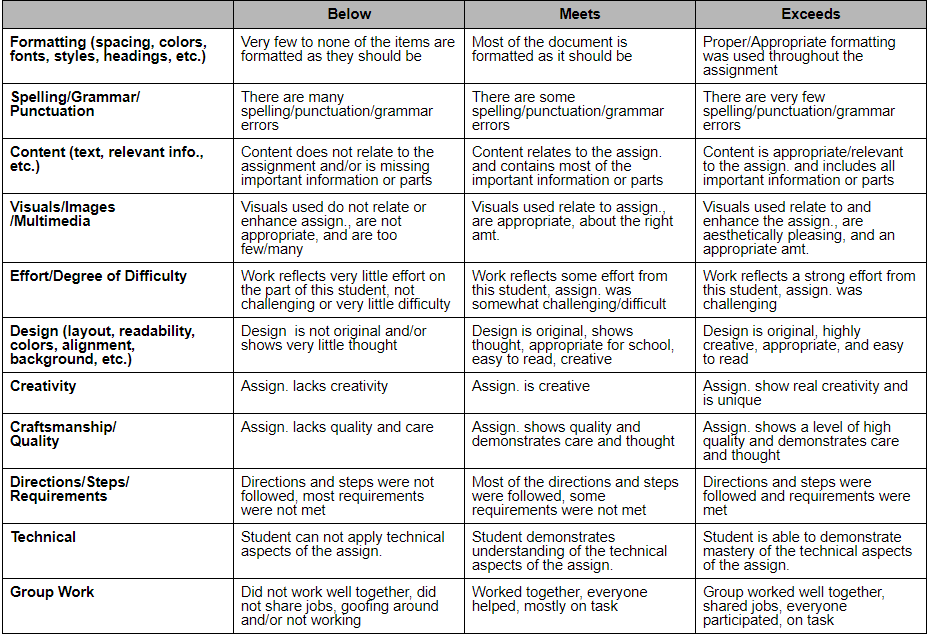 Below Meets Exceeds
Formatting (spacing, colors, fonts, styles, headings, etc.)
Very few to none of the items are formatted as they should be
Most of the document is formatted as it should be
Proper/Appropriate formatting was used throughout the assignment
Spelling/Grammar/
Punctuation
There are many spelling/punctuation/grammar errors
There are some spelling/punctuation/grammar errors
There are very few spelling/punctuation/grammar errors
Content (text, relevant info., etc.)
Content does not relate to the assignment and/or is missing important information or parts
Content relates to the assign. and contains most of the important information or parts
Content is appropriate/relevant to the assign. and includes all important information or parts
Visuals/Images
/Multimedia
Visuals used do not relate or enhance assign., are not appropriate, and are too few/many
Visuals used relate to assign., are appropriate, about the right amt.
Visuals used relate to and enhance the assign., are aesthetically pleasing, and an appropriate amt.
Effort/Degree of Difficulty
Work reflects very little effort on the part of this student, not challenging or very little difficulty
Work reflects some effort from this student, assign. was somewhat challenging/difficult
Work reflects a strong effort from this student, assign. was challenging
Design (layout, readability, colors, alignment, background, etc.)
Design is not original and/or shows very little thought
Design is original, shows thought, appropriate for school, easy to read, creative
Design is original, highly creative, appropriate, and easy to read
Creativity
Assign. lacks creativity
Assign. is creative
Assign. show real creativity and is unique
Craftsmanship/
Quality
Assign. lacks quality and care
Assign. shows quality and demonstrates care and thought
Assign. shows a level of high quality and demonstrates care and thought
Directions/Steps/
Requirements
Directions and steps were not followed, most requirements were not met
Most of the directions and steps were followed, some requirements were not met
Directions and steps were followed and requirements were met
Technical
Student can not apply technical aspects of the assign.
Student demonstrates understanding of the technical aspects of the assign.
Student is able to demonstrate mastery of the technical aspects of the assign.
Group Work
Did not work well together, did not share jobs, goofing around and/or not working
Worked together, everyone helped, mostly on task
Group worked well together, shared jobs, everyone participated, on task